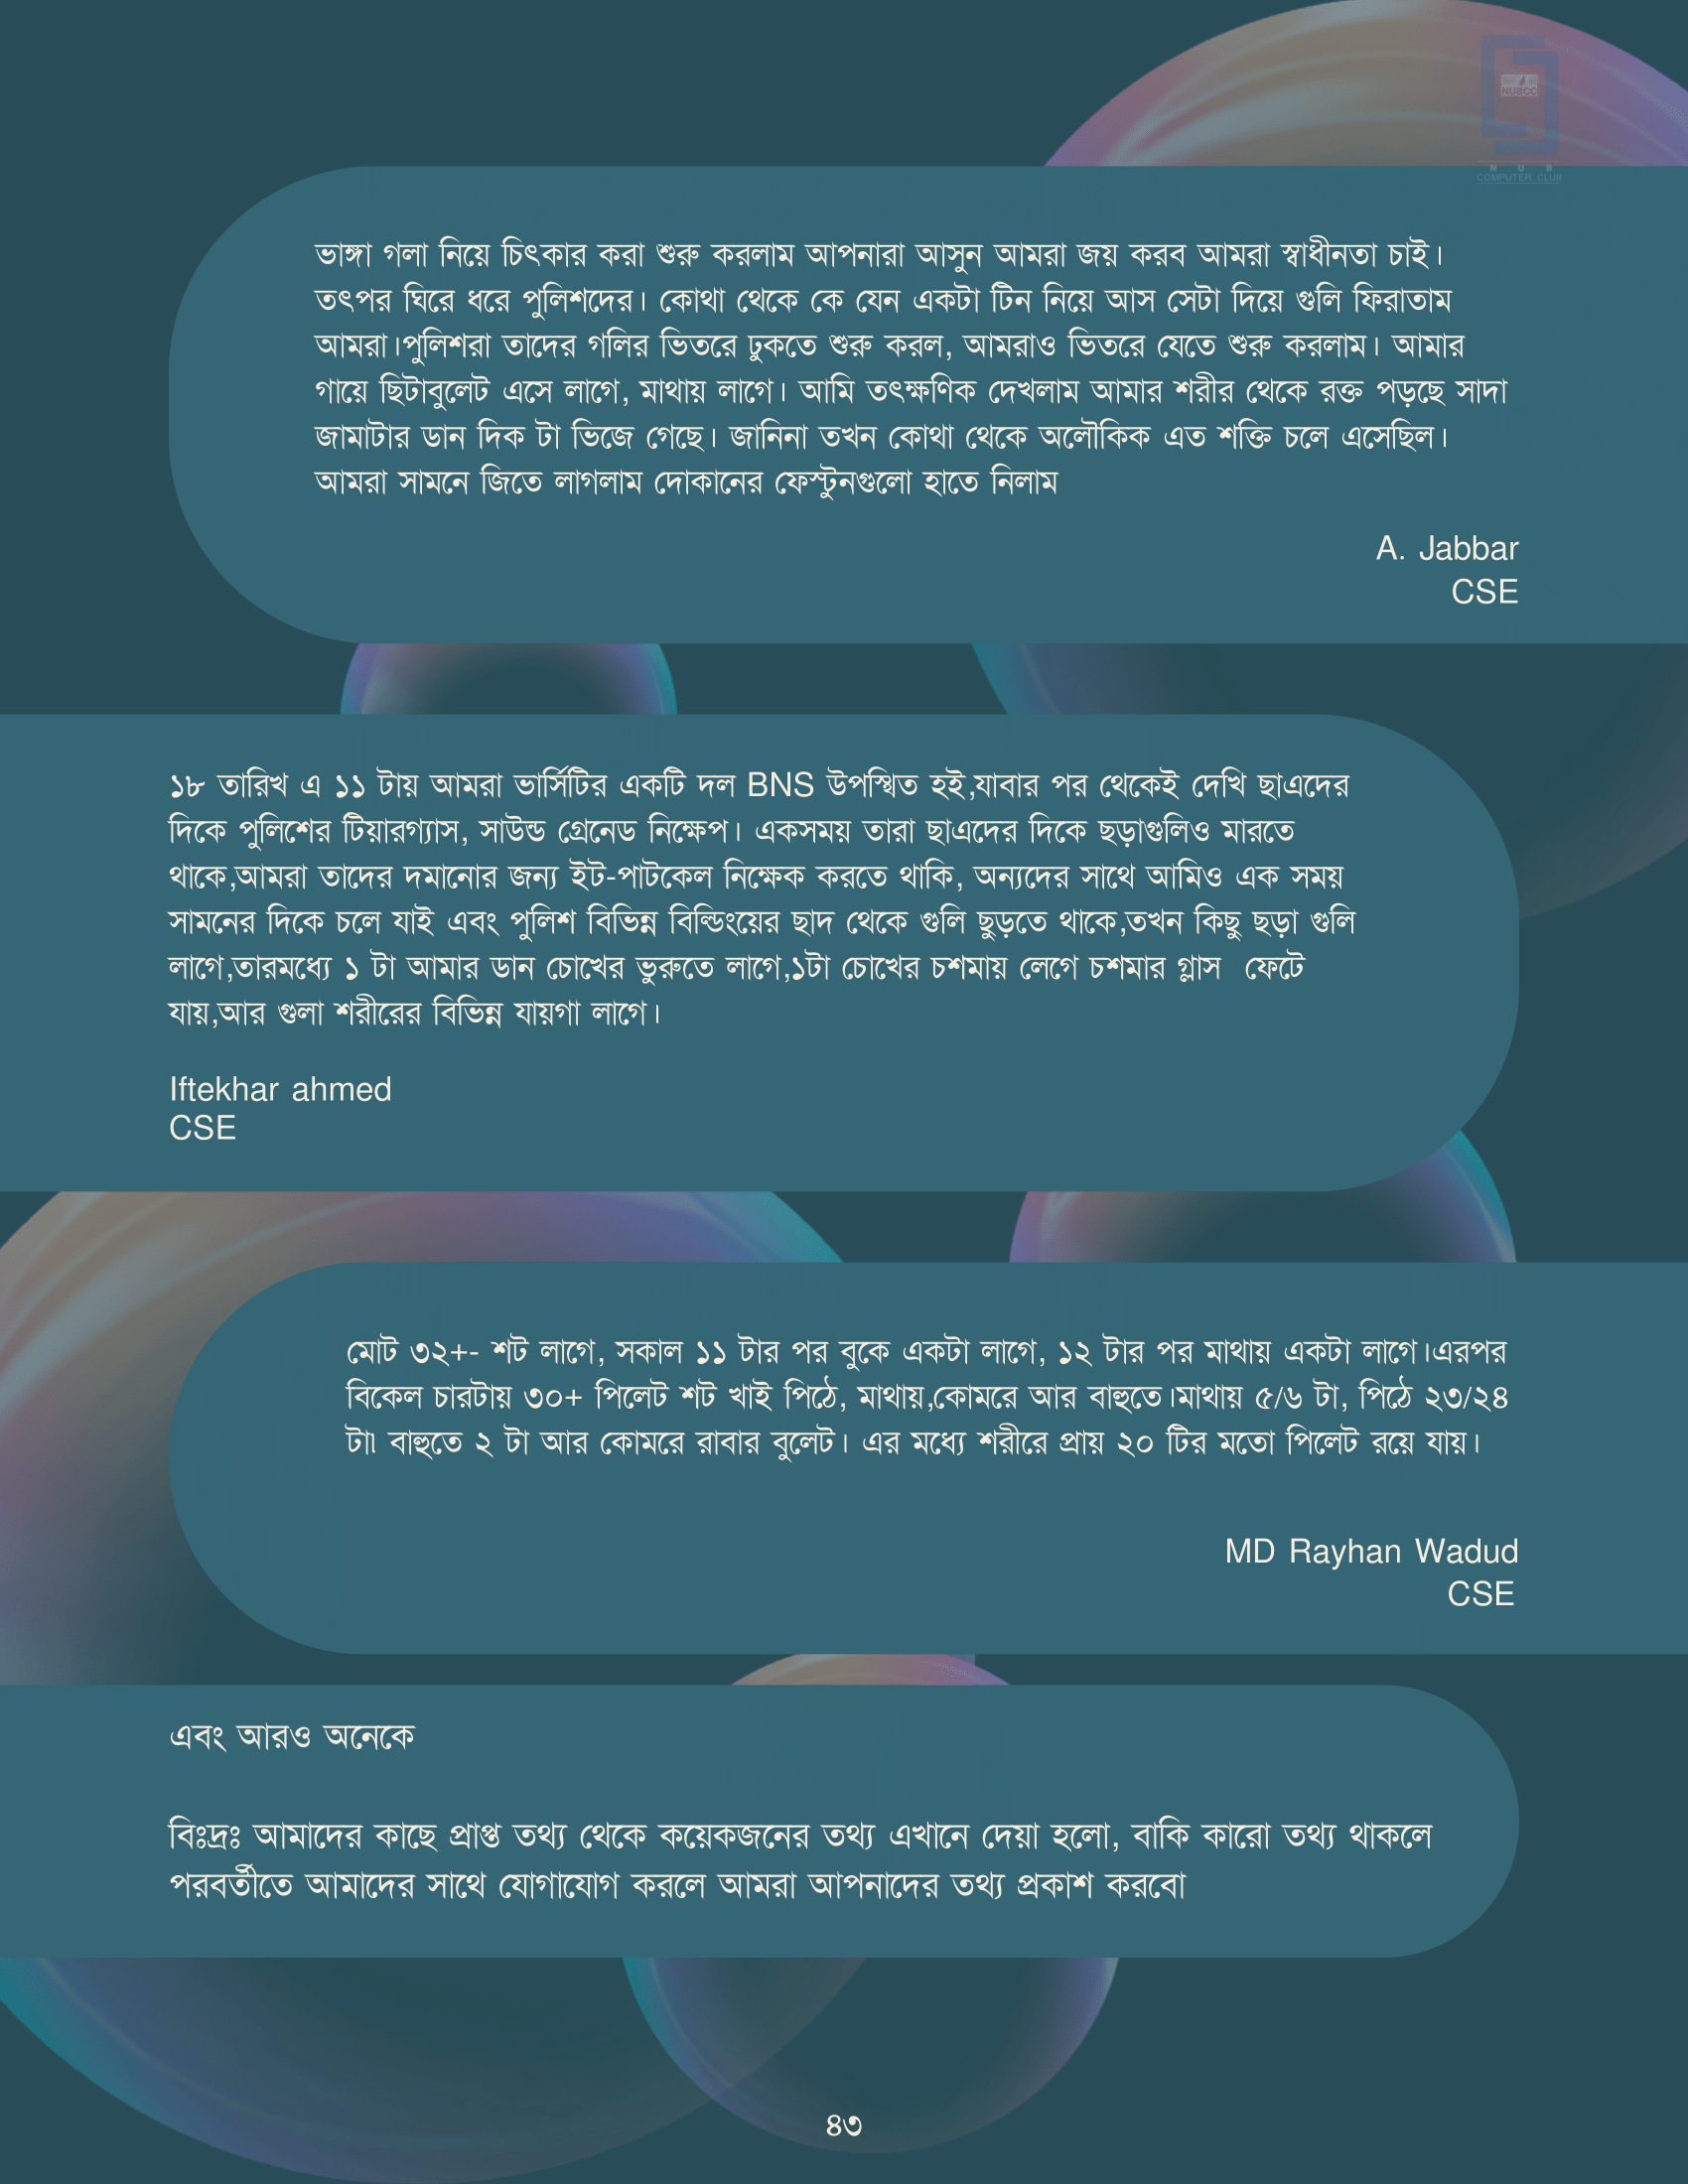 NUBCC
N U B
COMPUTER CLUB
ভাঙ্গা গলা নিয়ে চিৎকার করা শুরু করলাম আপনারা আসুন আমরা জয় করব আমরা স্বাধীনতা চাই।
তৎপর ঘিরে ধরে পুলিশদের। কোথা থেকে কে যেন একটা টিন নিয়ে আস সেটা দিয়ে গুলি ফিরাতাম
আমরা।পুলিশরা তাদের গলির ভিতরে ঢুকতে শুরু করল, আমরাও ভিতরে যেতে শুরু করলাম। আমার
গায়ে ছিটাবুলেট এসে লাগে, মাথায় লাগে। আমি তৎক্ষণিক দেখলাম আমার শরীর থেকে রক্ত পড়ছে সাদা
জামাটার ডান দিক টা ভিজে গেছে। জানিনা তখন কোথা থেকে অলৌকিক এত শক্তি চলে এসেছিল।
আমরা সামনে জিতে লাগলাম দোকানের ফেস্টুনগুলো হাতে নিলাম
A. Jabbar
CSE
১৮ তারিখ এ ১১ টায় আমরা ভার্সিটির একটি দল BNS উপস্থিত হই,যাবার পর থেকেই দেখি ছাএদের
দিকে পুলিশের টিয়ারগ্যাস, সাউন্ড গ্রেনেড নিক্ষেপ। একসময় তারা ছাএদের দিকে ছড়াগুলিও মারতে
থাকে,আমরা তাদের দমানোর জন্য ইট-পাটকেল নিক্ষেক করতে থাকি, অন্যদের সাথে আমিও এক সময়
সামনের দিকে চলে যাই এবং পুলিশ বিভিন্ন বিল্ডিংয়ের ছাদ থেকে গুলি ছুড়তে থাকে,তখন কিছু ছড়া গুলি
লাগে,তারমধ্যে ১ টা আমার ডান চোখের ভুরুতে লাগে,১টা চোখের চশমায় লেগে চশমার গ্লাস ফেটে
যায়,আর গুলা শরীরের বিভিন্ন যায়গা লাগে।
Iftekhar ahmed
CSE
মোট ৩২+- শট লাগে, সকাল ১১ টার পর বুকে একটা লাগে, ১২ টার পর মাথায় একটা লাগে।এরপর
বিকেল চারটায় ৩০+ পিলেট শট খাই পিঠে, মাথায়,কোমরে আর বাহুতে।মাথায় ৫/৬ টা, পিঠে ২৩/২৪
টা৷ বাহুতে ২ টা আর কোমরে রাবার বুলেট। এর মধ্যে শরীরে প্রায় ২০ টির মতো পিলেট রয়ে যায়।
MD Rayhan Wadud
CSE
এবং আরও অনেকে
বিঃদ্রঃ আমাদের কাছে প্রাপ্ত তথ্য থেকে কয়েকজনের তথ্য এখানে দেয়া হলো, বাকি কারো তথ্য থাকলে
পরবর্তীতে আমাদের সাথে যোগাযোগ করলে আমরা আপনাদের তথ্য প্রকাশ করবো
৪৩